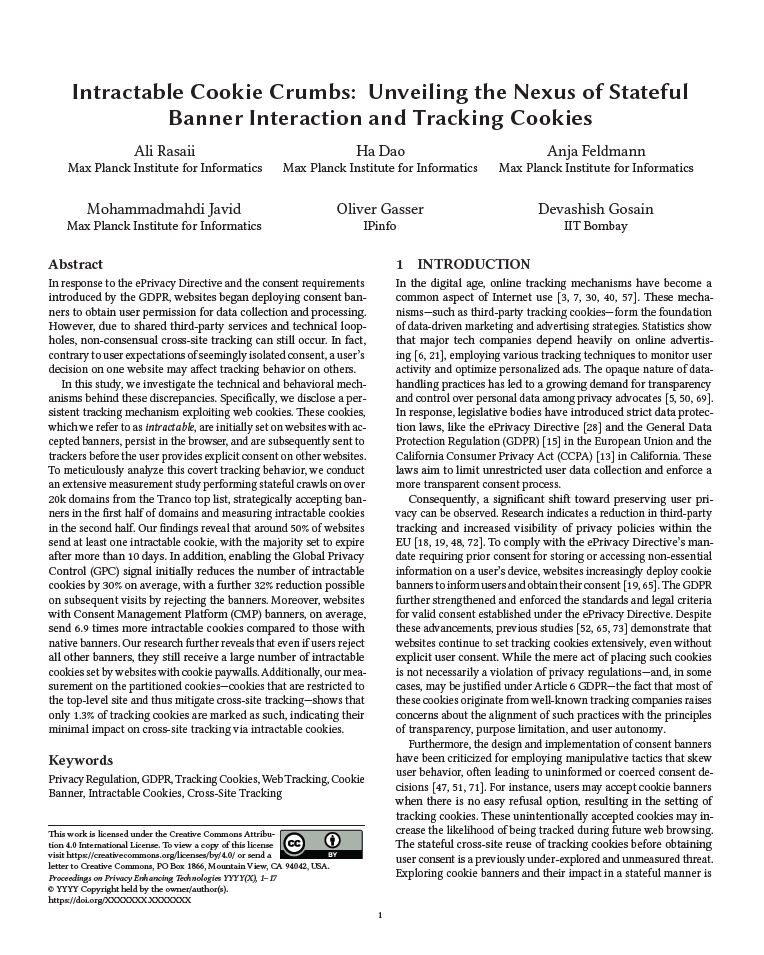 Intractable Cookie Crumbs: Unveiling the Nexus of Stateful
Banner Interaction and Tracking Cookies
Ali Rasaii
Max Planck Institute for Informatics
Ha Dao
Max Planck Institute for Informatics
Anja Feldmann
Max Planck Institute for Informatics
Mohammadmahdi Javid
Max Planck Institute for Informatics
Oliver Gasser
IPinfo
Devashish Gosain
IIT Bombay
Abstract
In response to the ePrivacy Directive and the consent requirements
introduced by the GDPR, websites began deploying consent ban-
ners to obtain user permission for data collection and processing.
However, due to shared third-party services and technical loop-
holes, non-consensual cross-site tracking can still occur. In fact,
contrary to user expectations of seemingly isolated consent, a user's
decision on one website may affect tracking behavior on others.
In this study, we investigate the technical and behavioral mech-
anisms behind these discrepancies. Specifically, we disclose a per-
sistent tracking mechanism exploiting web cookies. These cookies,
which we refer to as intractable, are initially set on websites with ac-
cepted banners, persist in the browser, and are subsequently sent to
trackers before the user provides explicit consent on other websites.
To meticulously analyze this covert tracking behavior, we conduct
an extensive measurement study performing stateful crawls on over
20k domains from the Tranco top list, strategically accepting ban-
ners in the first half of domains and measuring intractable cookies
in the second half. Our findings reveal that around 50% of websites
send at least one intractable cookie, with the majority set to expire
after more than 10 days. In addition, enabling the Global Privacy
Control (GPC) signal initially reduces the number of intractable
cookies by 30% on average, with a further 32% reduction possible
on subsequent visits by rejecting the banners. Moreover, websites
with Consent Management Platform (CMP) banners, on average,
send 6.9 times more intractable cookies compared to those with
native banners. Our research further reveals that even if users reject
all other banners, they still receive a large number of intractable
cookies set by websites with cookie paywalls. Additionally, our mea-
surement on the partitioned cookies—cookies that are restricted to
the top-level site and thus mitigate cross-site tracking—shows that
only 1.3% of tracking cookies are marked as such, indicating their
minimal impact on cross-site tracking via intractable cookies.
Keywords
Privacy Regulation, GDPR, Tracking Cookies, Web Tracking, Cookie
Banner, Intractable Cookies, Cross-Site Tracking
This work is licensed under the Creative Commons Attribu-
tion 4.0 International License. To view a copy of this license
visit https://creativecommons.org/licenses/by/4.0/ or send a
letter to Creative Commons, PO Box 1866, Mountain View, CA 94042, USA.
Proceedings on Privacy Enhancing Technologies YYYY(X), 1–17
© YYYY Copyright held by the owner/author(s).
https://doi.org/XXXXXXX.XXXXXXX
cc
BY
1 INTRODUCTION
In the digital age, online tracking mechanisms have become a
common aspect of Internet use [3, 7, 30, 40, 57]. These mecha-
nisms—such as third-party tracking cookies—form the foundation
of data-driven marketing and advertising strategies. Statistics show
that major tech companies depend heavily on online advertis-
ing [6, 21], employing various tracking techniques to monitor user
activity and optimize personalized ads. The opaque nature of data-
handling practices has led to a growing demand for transparency
and control over personal data among privacy advocates [5, 50, 69].
In response, legislative bodies have introduced strict data protec-
tion laws, like the ePrivacy Directive [28] and the General Data
Protection Regulation (GDPR) [15] in the European Union and the
California Consumer Privacy Act (CCPA) [13] in California. These
laws aim to limit unrestricted user data collection and enforce a
more transparent consent process.
Consequently, a significant shift toward preserving user pri-
vacy can be observed. Research indicates a reduction in third-party
tracking and increased visibility of privacy policies within the
EU [18, 19, 48, 72]. To comply with the ePrivacy Directive's man-
date requiring prior consent for storing or accessing non-essential
information on a user's device, websites increasingly deploy cookie
banners to inform users and obtain their consent [19, 65]. The GDPR
further strengthened and enforced the standards and legal criteria
for valid consent established under the ePrivacy Directive. Despite
these advancements, previous studies [52, 65, 73] demonstrate that
websites continue to set tracking cookies extensively, even without
explicit user consent. While the mere act of placing such cookies
is not necessarily a violation of privacy regulations—and, in some
cases, may be justified under Article 6 GDPR—the fact that most of
these cookies originate from well-known tracking companies raises
concerns about the alignment of such practices with the principles
of transparency, purpose limitation, and user autonomy.
Furthermore, the design and implementation of consent banners
have been criticized for employing manipulative tactics that skew
user behavior, often leading to uninformed or coerced consent de-
cisions [47, 51, 71]. For instance, users may accept cookie banners
when there is no easy refusal option, resulting in the setting of
tracking cookies. These unintentionally accepted cookies may in-
crease the likelihood of being tracked during future web browsing.
The stateful cross-site reuse of tracking cookies before obtaining
user consent is a previously under-explored and unmeasured threat.
Exploring cookie banners and their impact in a stateful manner is
1